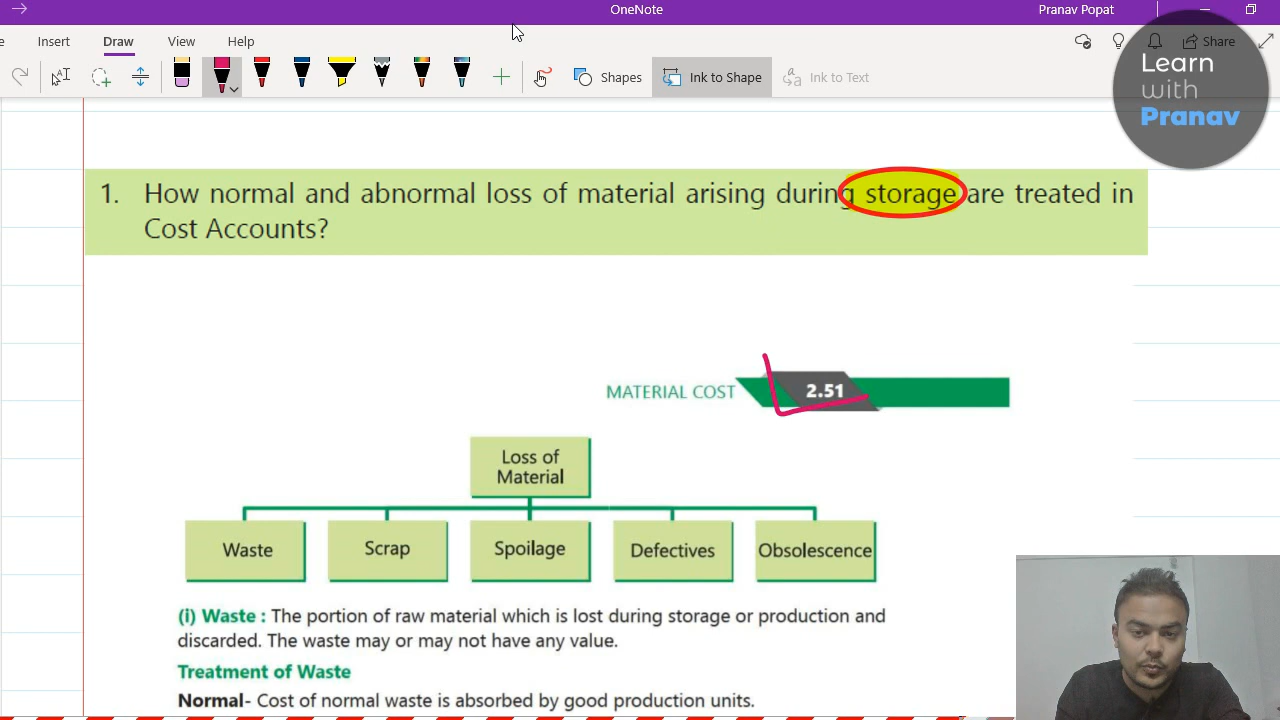 OneNote
Pranav Popat
Insert
Draw
View
Help
Share
Shapes
Ink to Shape
Ink to Text
Learn
with
Pranav
1. How normal and abnormal loss of material arising during storage are treated in
Cost Accounts?
MATERIAL COST 2.51
Loss of
Material
Waste
Scrap
Spoilage
Defectives
Obsolescence
(i) Waste : The portion of raw material which is lost during storage or production and
discarded. The waste may or may not have any value.
Treatment of Waste
Normal- Cost of normal waste is absorbed by good production units.